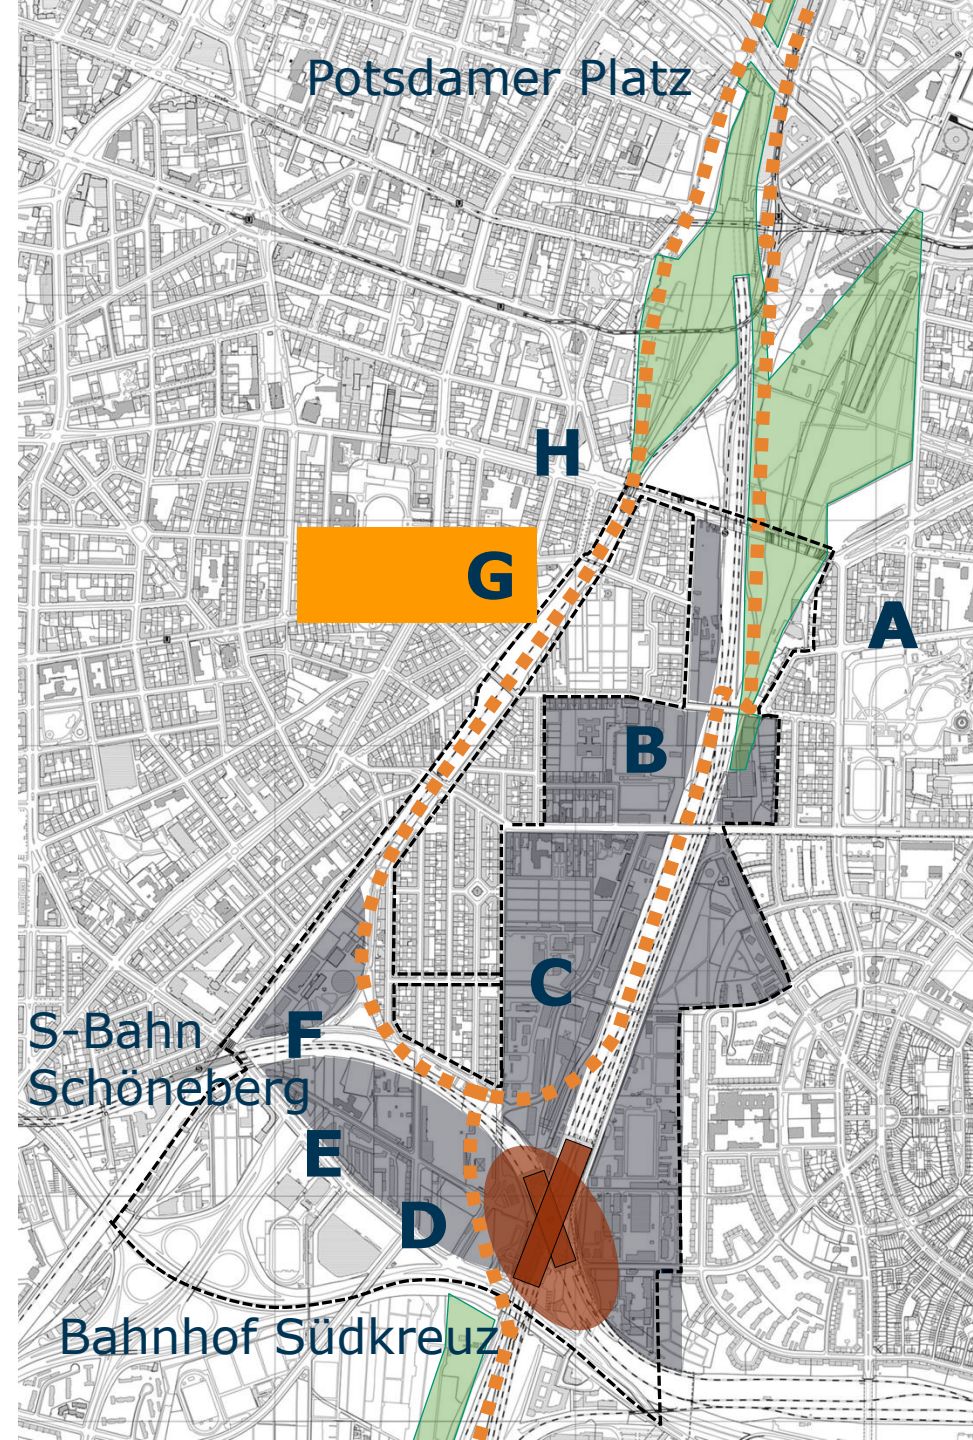 Potsdamer Platz
H
G
A
B
C
S-Bahn
Schöneberg
F
E
D
Bahnhof Südkreuz